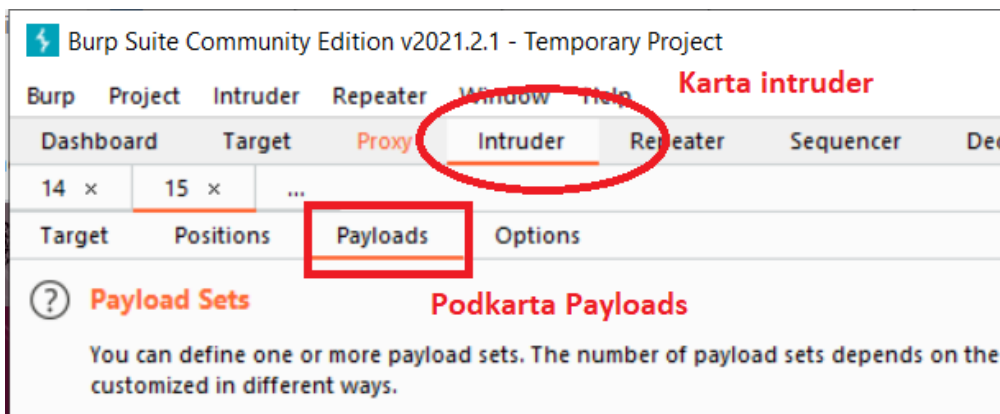 Burp Suite Community Edition v2021.2.1 - Temporary Project
Burp Project Intruder Repeater Window Help
Karta intruder
Dashboard Target Proxy Intruder Repeater Sequencer
14 × 15 × ...
Target Positions Payloads Options
? Payload Sets
Podkarta Payloads
You can define one or more payload sets. The number of payload sets depends on the
customized in different ways.